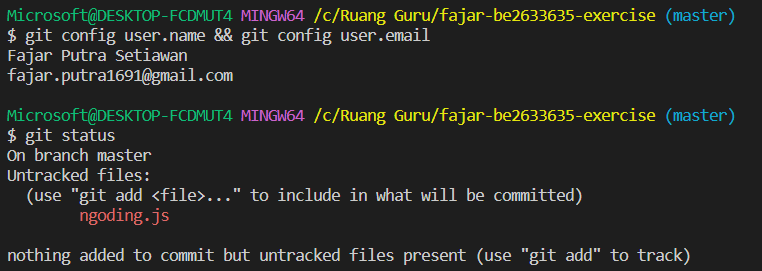 Microsoft@DESKTOP-FCDMUT4 MINGW64 /c/Ruang Guru/fajar-be2633635-exercise (master)
$ git config user.name && git config user.email
Fajar Putra Setiawan
fajar.putra1691@gmail.com
Microsoft@DESKTOP-FCDMUT4 MINGW64 /c/Ruang Guru/fajar-be2633635-exercise (master)
$ git status
On branch master
Untracked files:
(use "git add <file>..." to include in what will be committed)
ngoding.js
nothing added to commit but untracked files present (use "git add" to track)